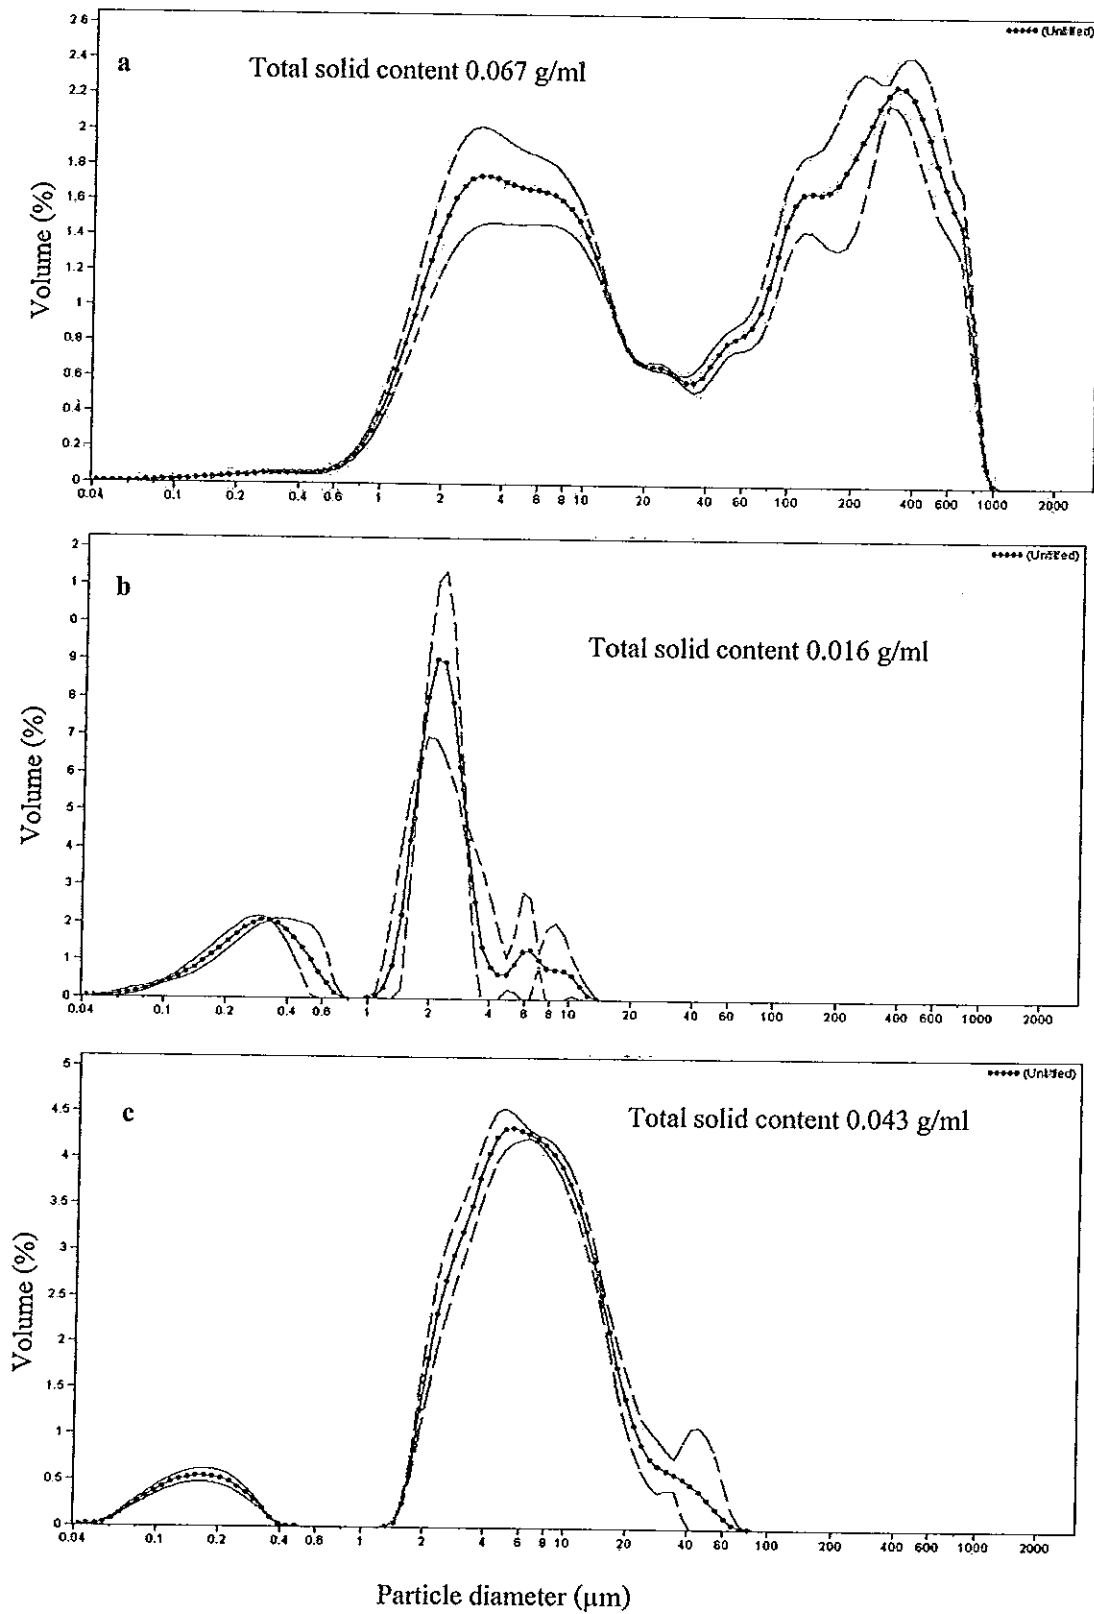 2.6
(Untitled)
a
Total solid content 0.067 g/ml
2.4
2.2
2
1.8
1.6
1.4
1.2
1
0.8
0.6
0.4
0.2
0
Volume (%)
0.04 0.1 0.2 0.4 0.6 1 2 4 6 8 10 20 40 60 100 200 400 600 1000 2000
2
(Untitled)
b
1
0
Total solid content 0.016 g/ml
9
8
7
6
5
4
3
2
1
0
Volume (%)
0.04 0.1 0.2 0.4 0.6 1 2 4 6 8 10 20 40 60 100 200 400 600 1000 2000
5
(Untitled)
c
Total solid content 0.043 g/ml
4.5
4
3.5
3
2.5
2
1.5
1
0.5
0
Volume (%)
0.04 0.1 0.2 0.4 0.6 1 2 4 6 8 10 20 40 60 100 200 400 600 1000 2000
Particle diameter (μm)